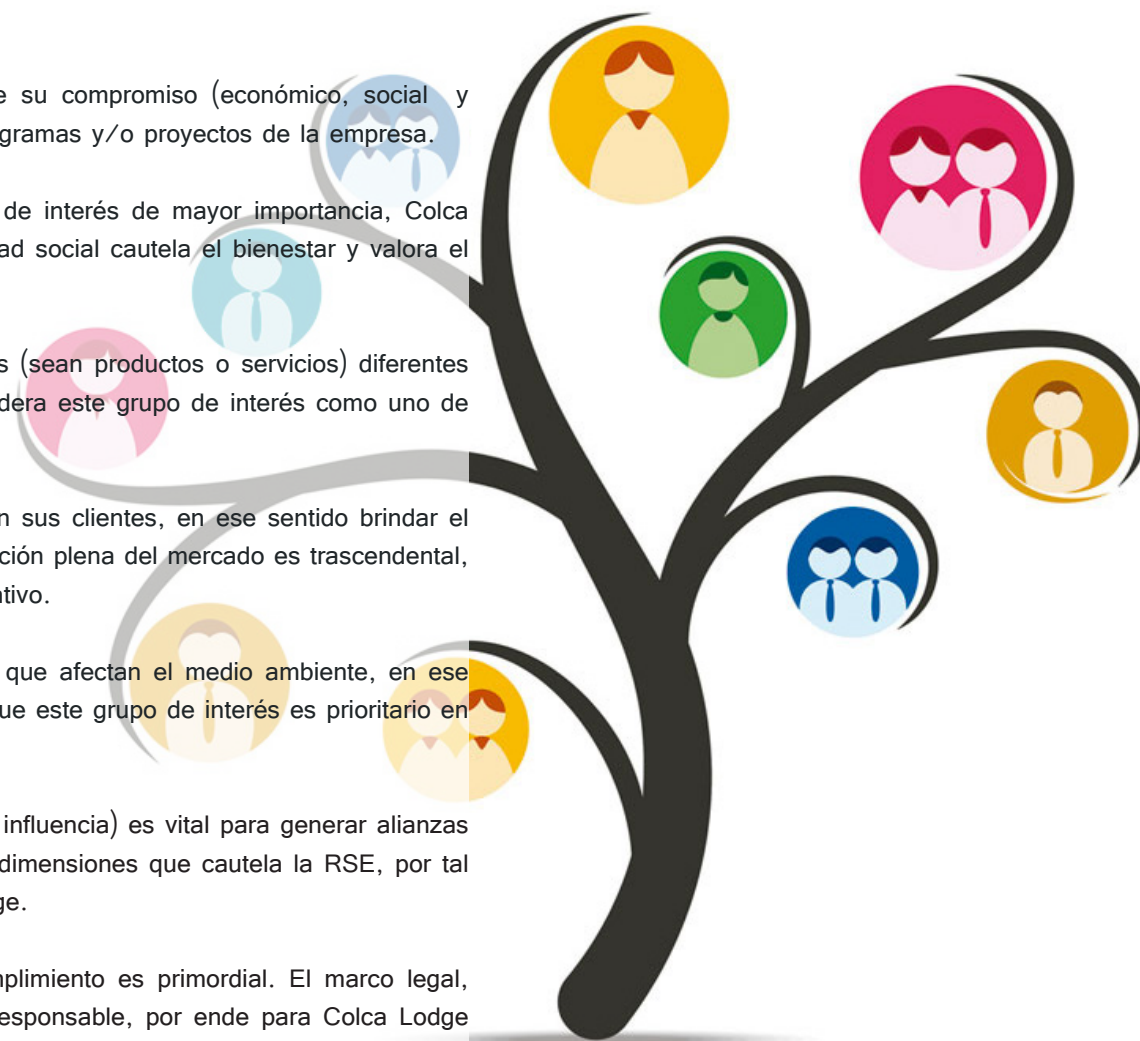 e su compromiso (económico, social y
gramas y/o proyectos de la empresa.
de interés de mayor importancia, Colca
ad social cautela el bienestar y valora el
s (sean productos o servicios) diferentes
dera este grupo de interés como uno de
n sus clientes, en ese sentido brindar el
ción plena del mercado es trascendental,
ativo.
que afectan el medio ambiente, en ese
ue este grupo de interés es prioritario en
influencia) es vital para generar alianzas
dimensiones que cautela la RSE, por tal
ge.
mplimiento es primordial. El marco legal,
responsable, por ende para Colca Lodge